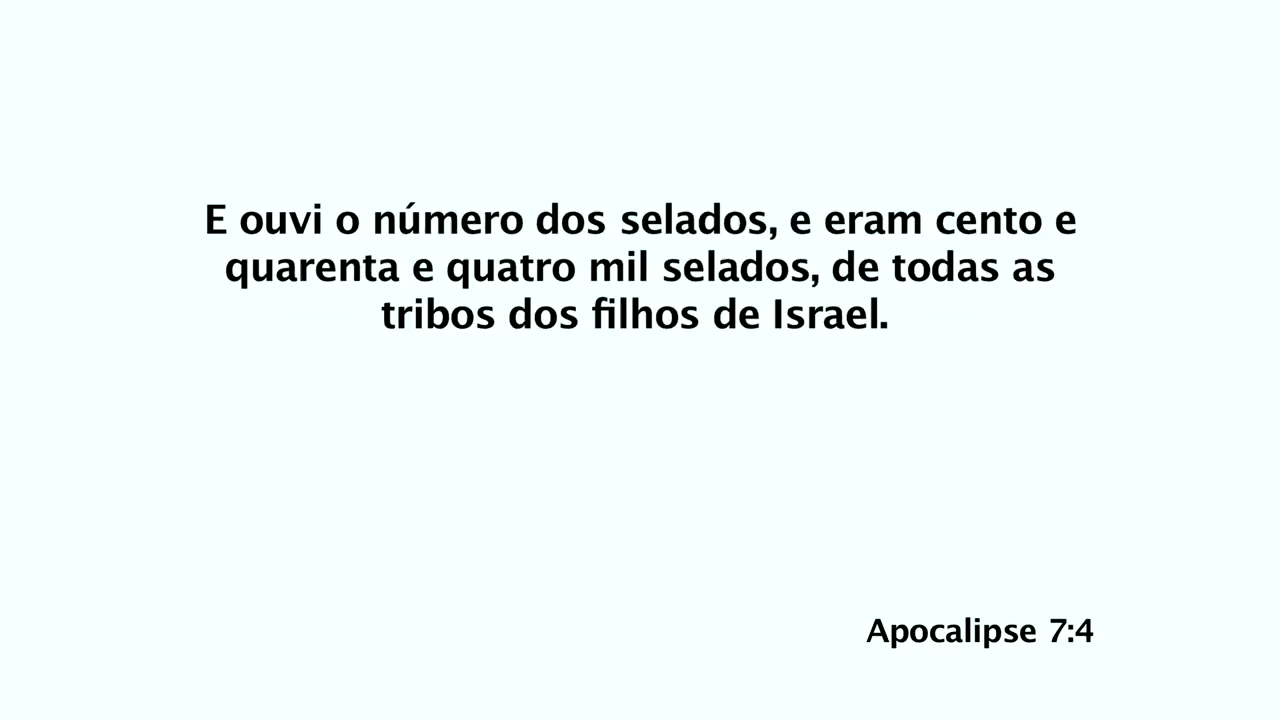 E ouvi o número dos selados, e eram cento e
quarenta e quatro mil selados, de todas as
tribos dos filhos de Israel.
Apocalipse 7:4